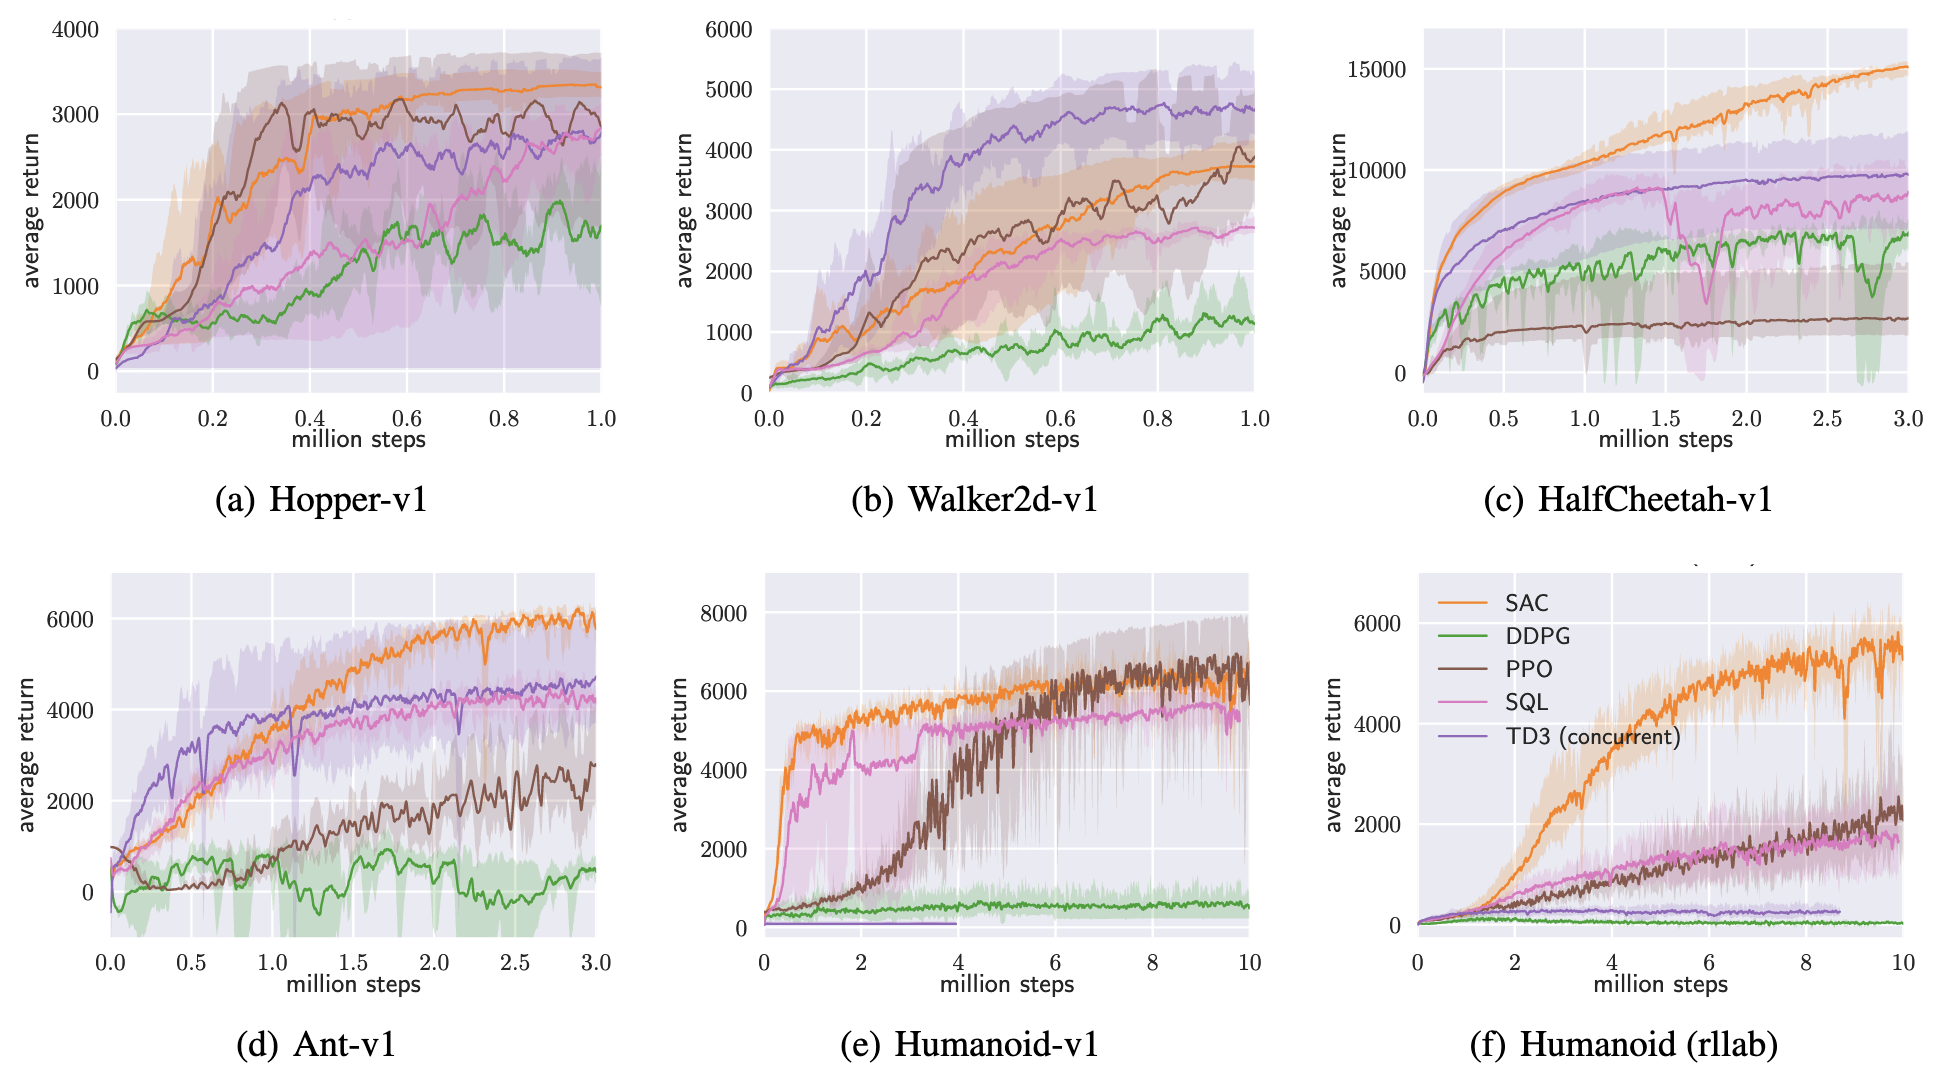 4000
3000
2000
1000
0
average return
0.0 0.2 0.4 0.6 0.8 1.0
million steps
(a) Hopper-v1
6000
5000
4000
3000
2000
1000
0
average return
0.0 0.2 0.4 0.6 0.8 1.0
million steps
(b) Walker2d-v1
15000
10000
5000
0
average return
0.0 0.5 1.0 1.5 2.0 2.5 3.0
million steps
(c) HalfCheetah-v1
6000
4000
2000
0
average return
0.0 0.5 1.0 1.5 2.0 2.5 3.0
million steps
(d) Ant-v1
8000
6000
4000
2000
0
average return
0 2 4 6 8 10
million steps
(e) Humanoid-v1
6000
4000
2000
0
average return
SAC
DDPG
PPO
SQL
TD3 (concurrent)
0 2 4 6 8 10
million steps
(f) Humanoid (rllab)